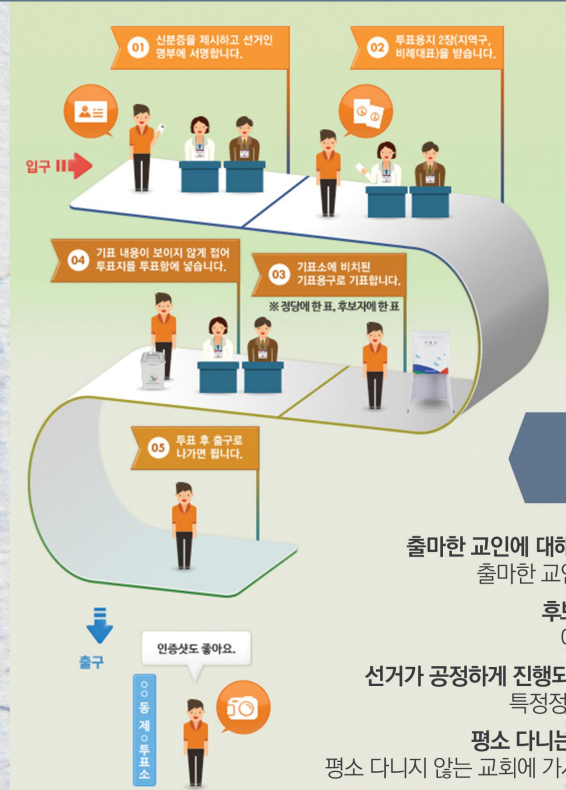 01 신분증을 제시하고 선거인
명부에 서명합니다.
02 투표용지 2장(지역구,
비례대표)을 받습니다.
입구
04 기표 내용이 보이지 않게 접어
투표지를 투표함에 넣습니다.
03 기표소에 비치된
기표용구로 기표합니다.
※ 정당에 한 표, 후보자에 한 표
05 투표 후 출구로
나가면 됩니다.
출구
인증샷도 좋아요.
○○동 제○투표소
출마한 교인에 대해
출마한 교인
선거가 공정하게 진행되
특정정
평소 다니는
평소 다니지 않는 교회에 가서